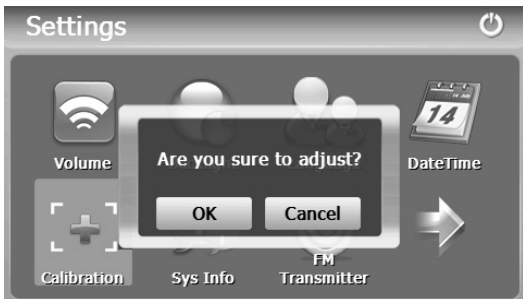 Settings
Are you sure to adjust?
OK
Cancel
Volume
DateTime
14
Calibration
Sys Info
FM
Transmitter